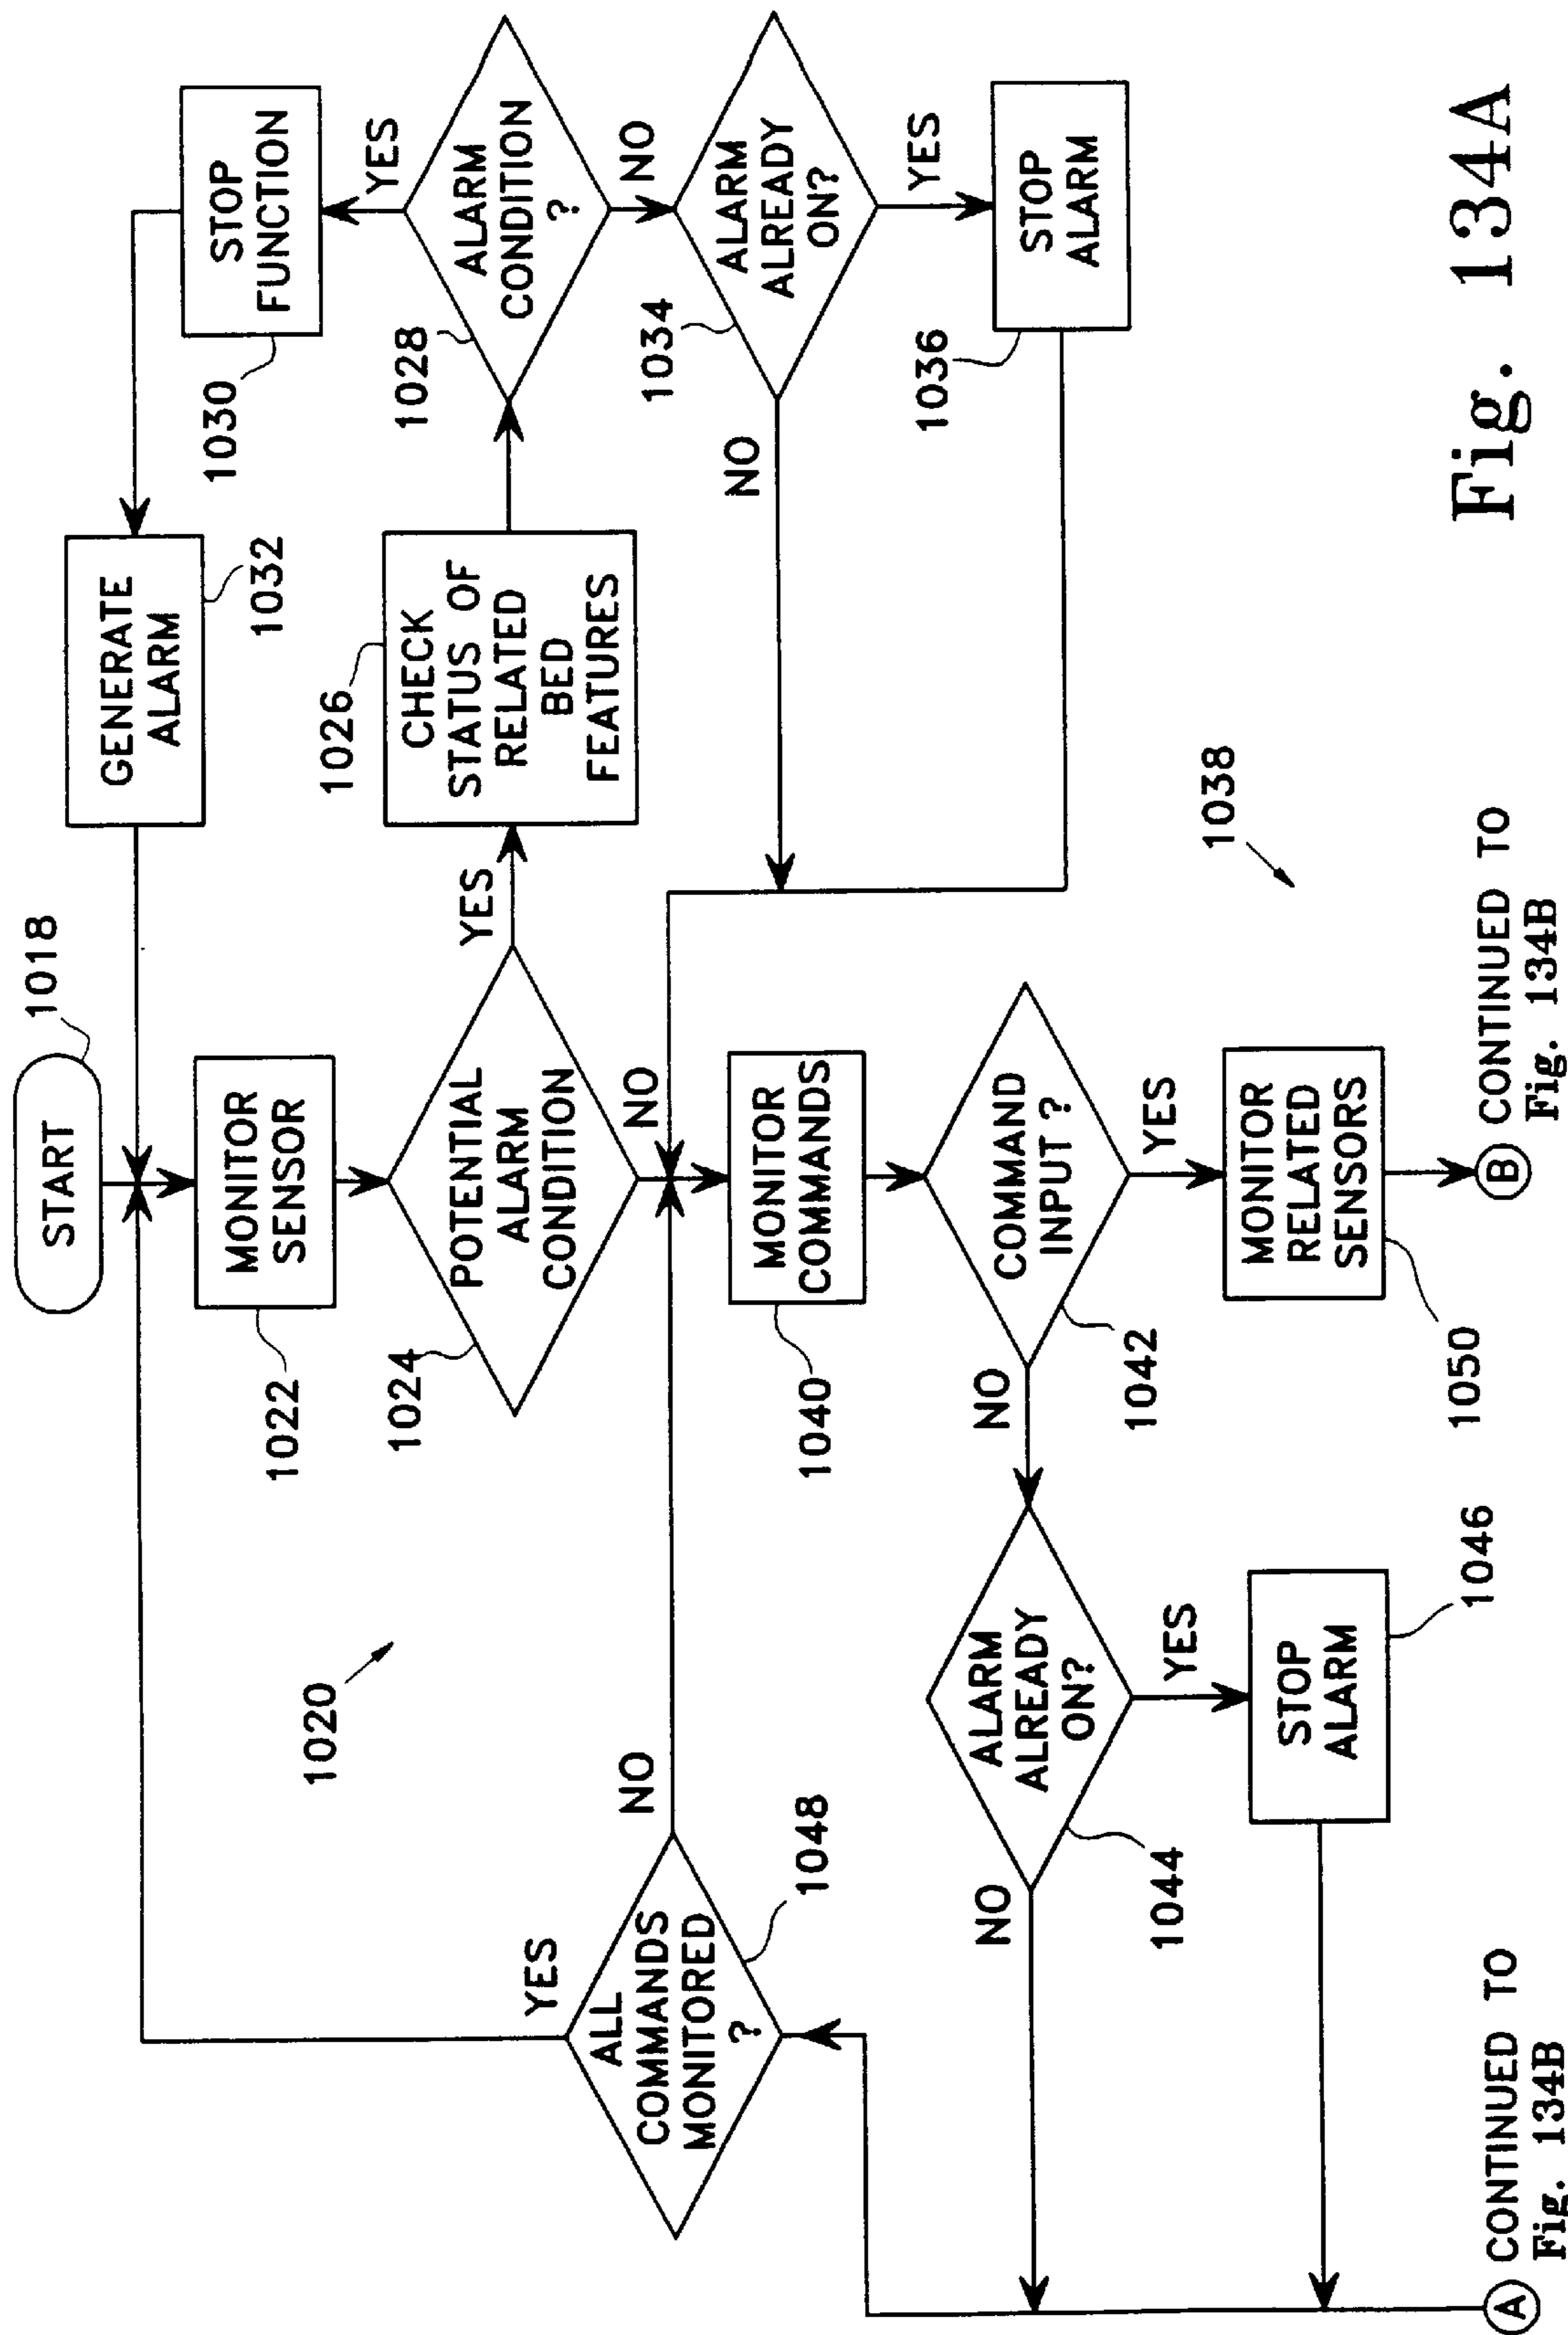 START
1018
MONITOR
SENSOR
1022
POTENTIAL
ALARM
CONDITION
1024
YES
NO
CHECK
STATUS OF
RELATED
BED
FEATURES
1026
ALARM
CONDITION
?
1028
YES
NO
STOP
FUNCTION
1030
GENERATE
ALARM
1032
ALARM
ALREADY
ON?
1034
NO
YES
STOP
ALARM
1036
1020
1038
MONITOR
COMMANDS
1040
COMMAND
INPUT ?
1042
NO
YES
MONITOR
RELATED
SENSORS
1050
B CONTINUED TO
Fig. 134B
ALARM
ALREADY
ON?
1044
NO
YES
STOP
ALARM
1046
ALL
COMMANDS
MONITORED
?
1048
YES
NO
A CONTINUED TO
Fig. 134B
Fig. 134A